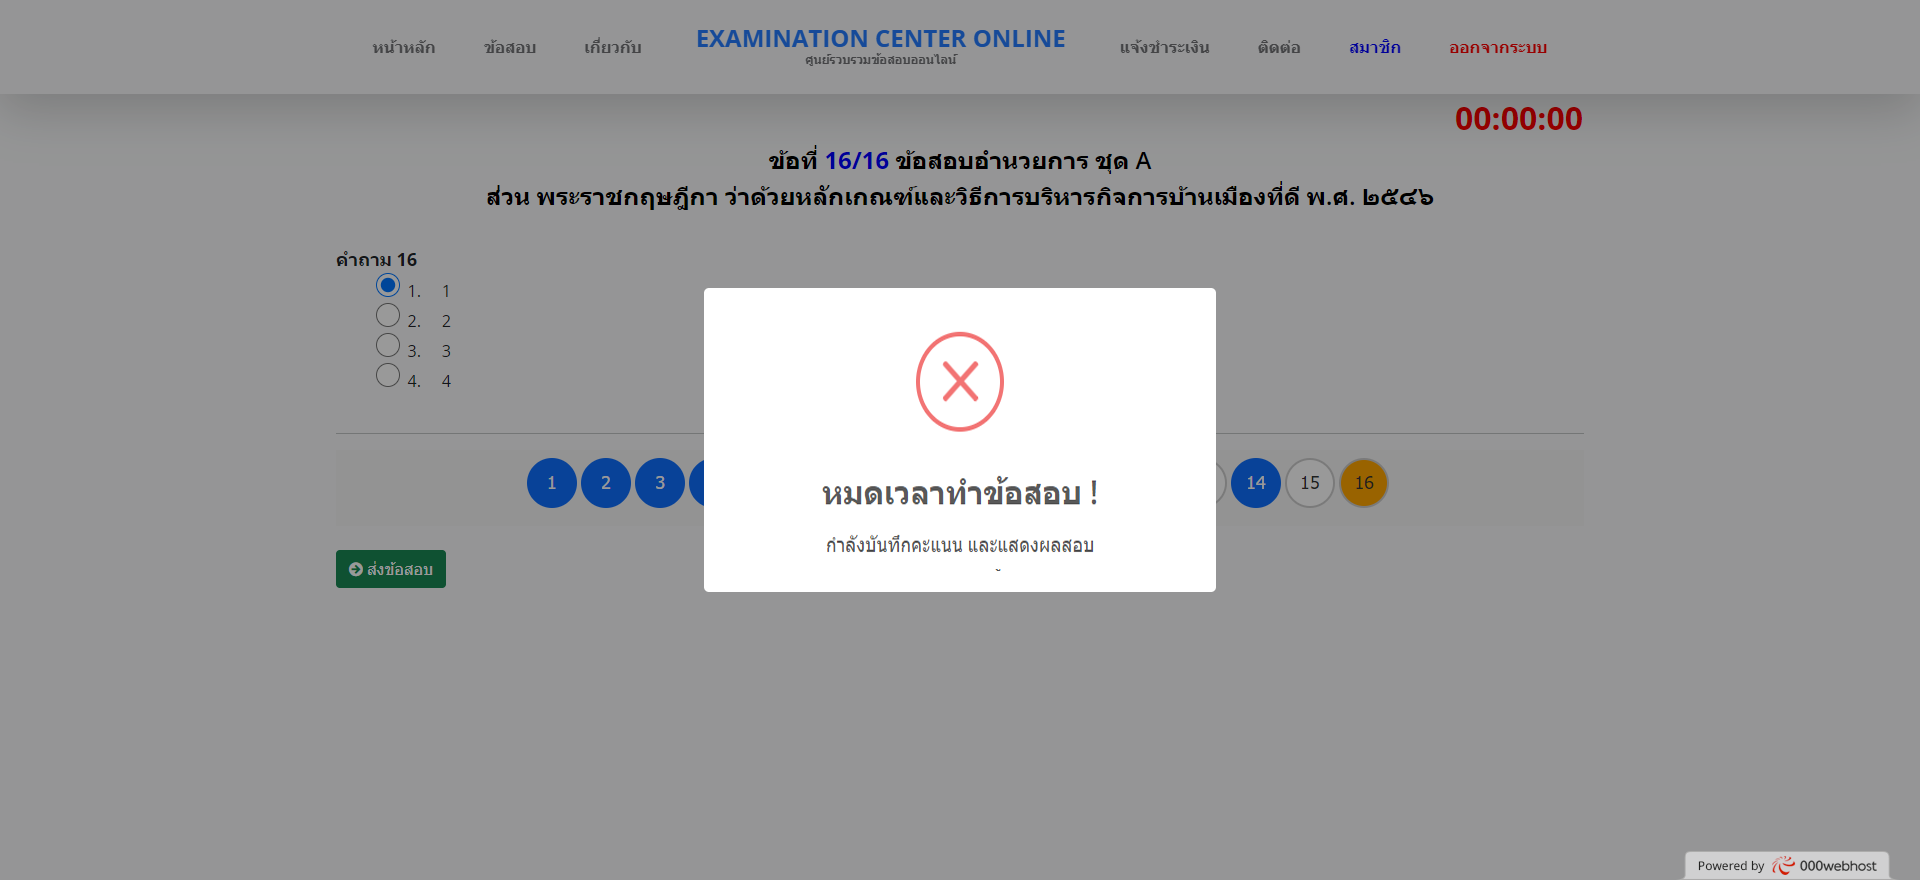 หน้าหลัก ข้อสอบ เกี่ยวกับ EXAMINATION CENTER ONLINE แจ้งชำระเงิน ติดต่อ สมาชิก ออกจากระบบ
ศูนย์รวบรวมข้อสอบออนไลน์
00:00:00
ข้อที่ 16/16 ข้อสอบอำนวยการ ชุด A
ส่วน พระราชกฤษฎีกา ว่าด้วยหลักเกณฑ์และวิธีการบริหารกิจการบ้านเมืองที่ดี พ.ศ. ๒๕๔๖
คำถาม 16
1. 1
2. 2
3. 3
4. 4
หมดเวลาทำข้อสอบ !
กำลังบันทึกคะแนน และแสดงผลสอบ
1 2 3 14 15 16
ส่งข้อสอบ
Powered by 000webhost